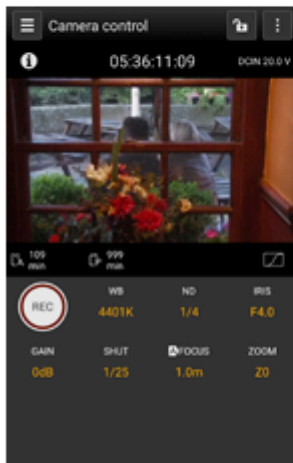 Camera control
05:36:11:09 DCIN 20.0 V
109 min 999 min
REC WB ND IRIS
4401K 1/4 F4.0
GAIN SHUT FOCUS ZOOM
0dB 1/25 1.0m Z0